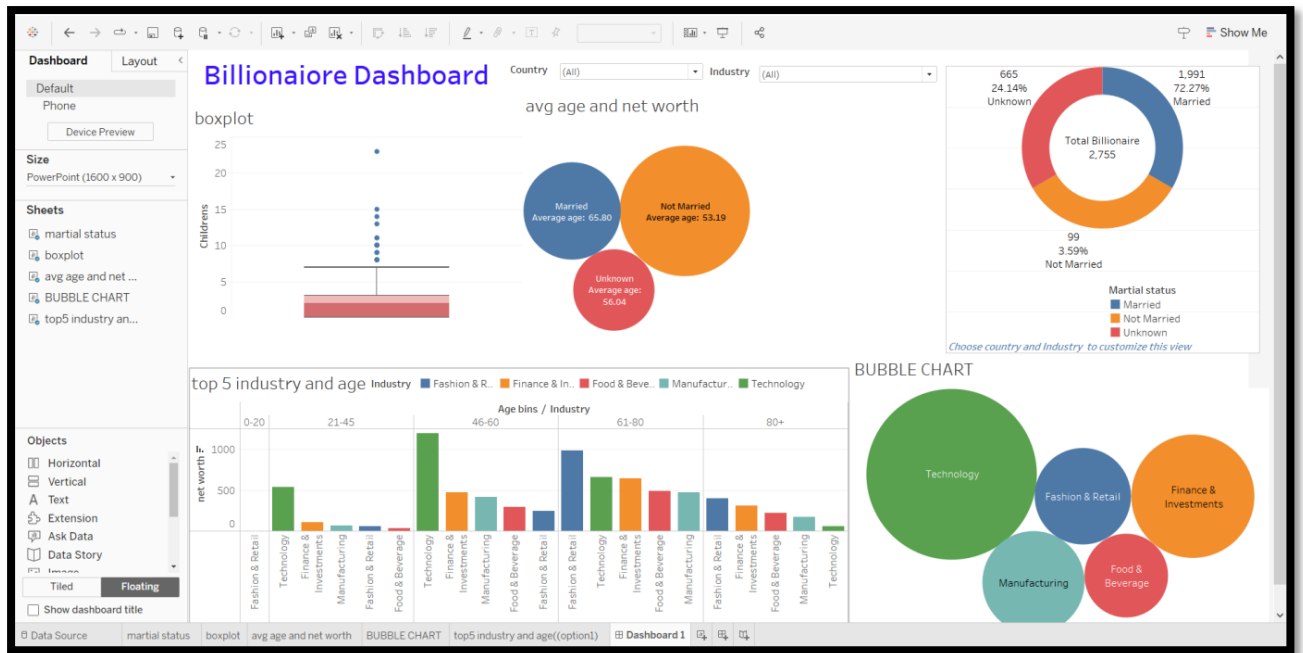 Show Me
Dashboard
Layout
Default
Phone
Device Preview
Size
PowerPoint (1600 x 900)
Sheets
martial status
boxplot
avg age and net ...
BUBBLE CHART
top5 industry an...
Objects
Horizontal
Vertical
Text
Extension
Ask Data
Data Story
Tiled
Floating
Show dashboard title
Billionaiore Dashboard
Country
(All)
Industry
(All)
boxplot
Childrens
25
20
15
10
5
0
avg age and net worth
Married
Average age: 65.80
Not Married
Average age: 53.19
Unknown
Average age:
56.04
665
24.14%
Unknown
1,991
72.27%
Married
Total Billionaire
2,755
99
3.59%
Not Married
Martial status
Married
Not Married
Unknown
Choose country and Industry to customize this view
top 5 industry and age
Industry
Fashion & R..
Finance & In..
Food & Beve..
Manufactur..
Technology
Age bins / Industry
0-20
21-45
46-60
61-80
80+
net worth
1000
500
0
Fashion & Retail
Technology
Finance &
Investments
Manufacturing
Fashion & Retail
Food & Beverage
Technology
Finance &
Investments
Manufacturing
Food & Beverage
Fashion & Retail
Fashion & Retail
Technology
Finance &
Investments
Food & Beverage
Manufacturing
Fashion & Retail
Finance &
Investments
Food & Beverage
Manufacturing
Technology
BUBBLE CHART
Technology
Fashion & Retail
Finance &
Investments
Manufacturing
Food &
Beverage
Data Source
martial status
boxplot
avg age and net worth
BUBBLE CHART
top5 industry and age((option1)
Dashboard 1